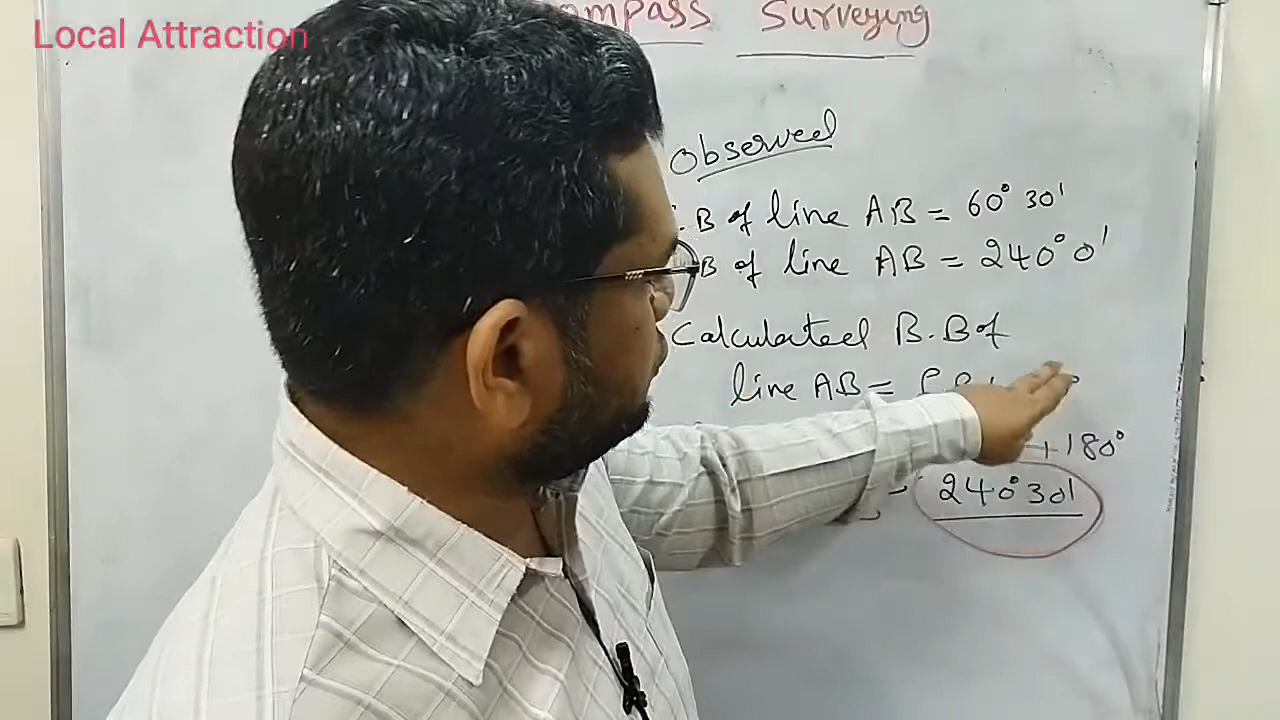 Local Attraction
ompass Surveying
Observed
.B of line AB = 60° 30'
B of line AB = 240° 0'
Calculated B.B of
line AB =
+180°
240° 30'